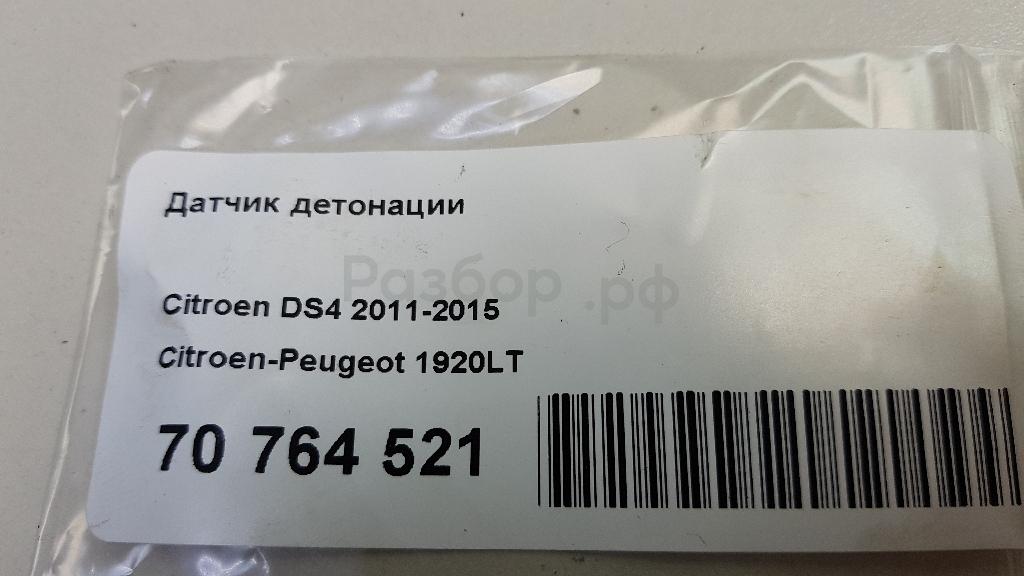 Датчик детонации
Разбор.рф
Citroen DS4 2011-2015
Citroen-Peugeot 1920LT
70 764 521